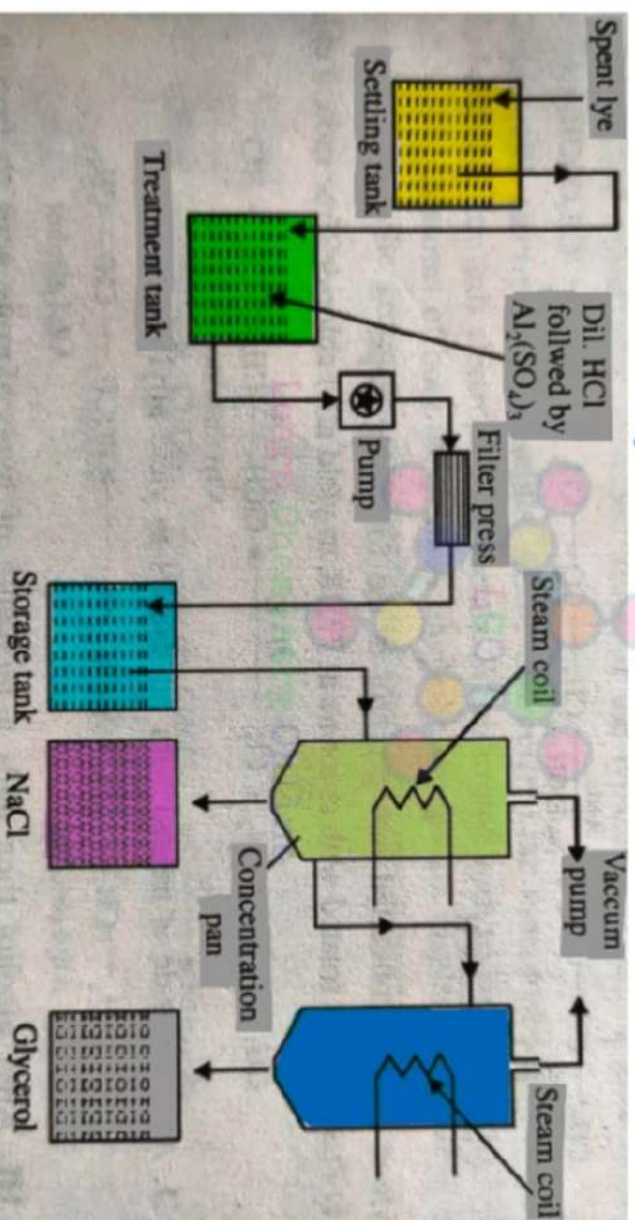 Spent lye
Settling tank
Dil. HCl
follwed by
Al₂(SO₄)₃
Treatment tank
Pump
Filter press
Steam coil
Storage tank
NaCl
Concentration
pan
Vaccum
pump
Steam coil
Glycerol